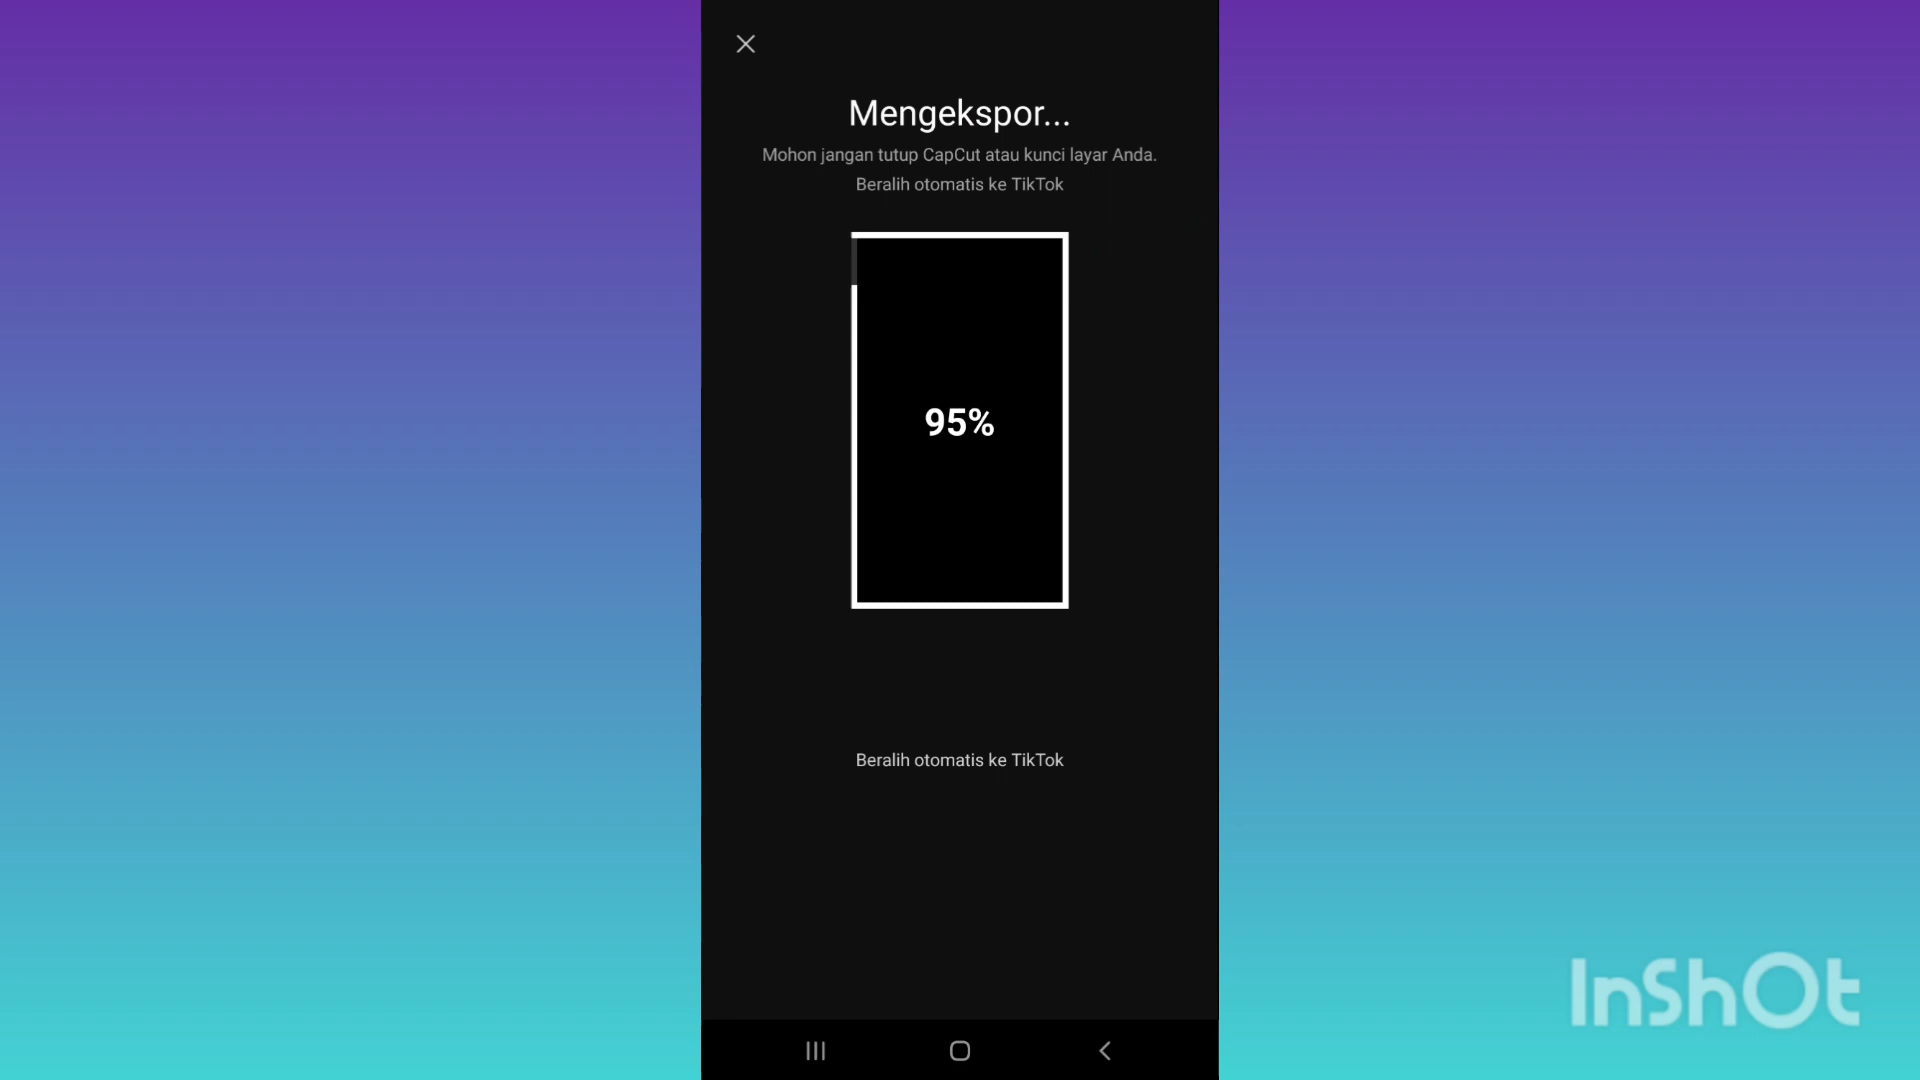 Mengekspor...
Mohon jangan tutup CapCut atau kunci layar Anda.
Beralih otomatis ke TikTok
95%
Beralih otomatis ke TikTok
InShOt